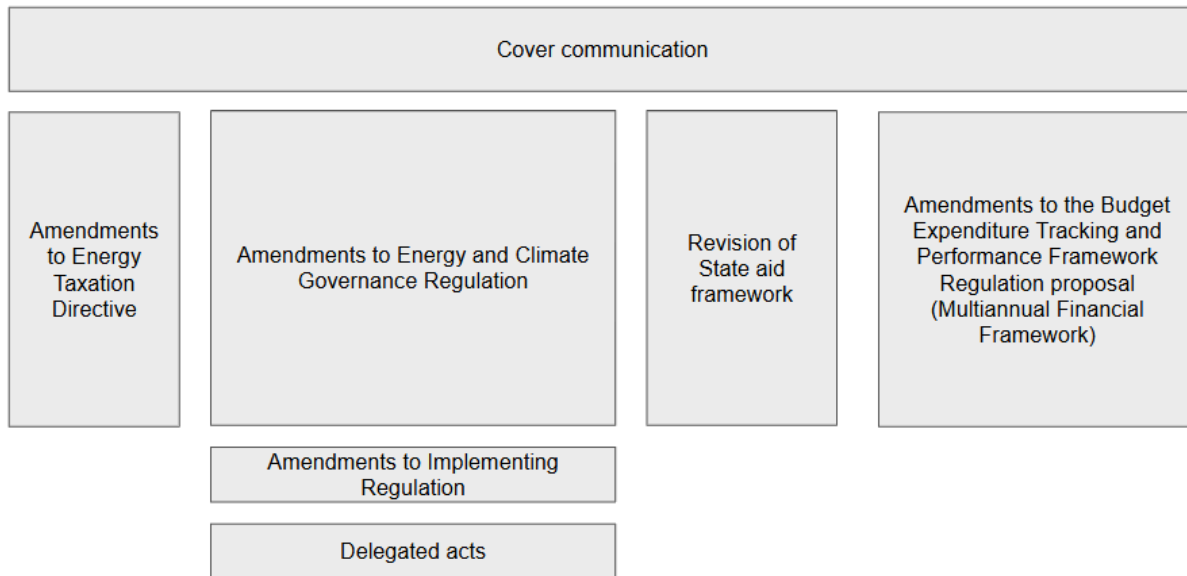 Cover communication
Amendments
to Energy
Taxation
Directive
Amendments to Energy and Climate
Governance Regulation
Revision of
State aid
framework
Amendments to the Budget
Expenditure Tracking and
Performance Framework
Regulation proposal
(Multiannual Financial
Framework)
Amendments to Implementing
Regulation
Delegated acts